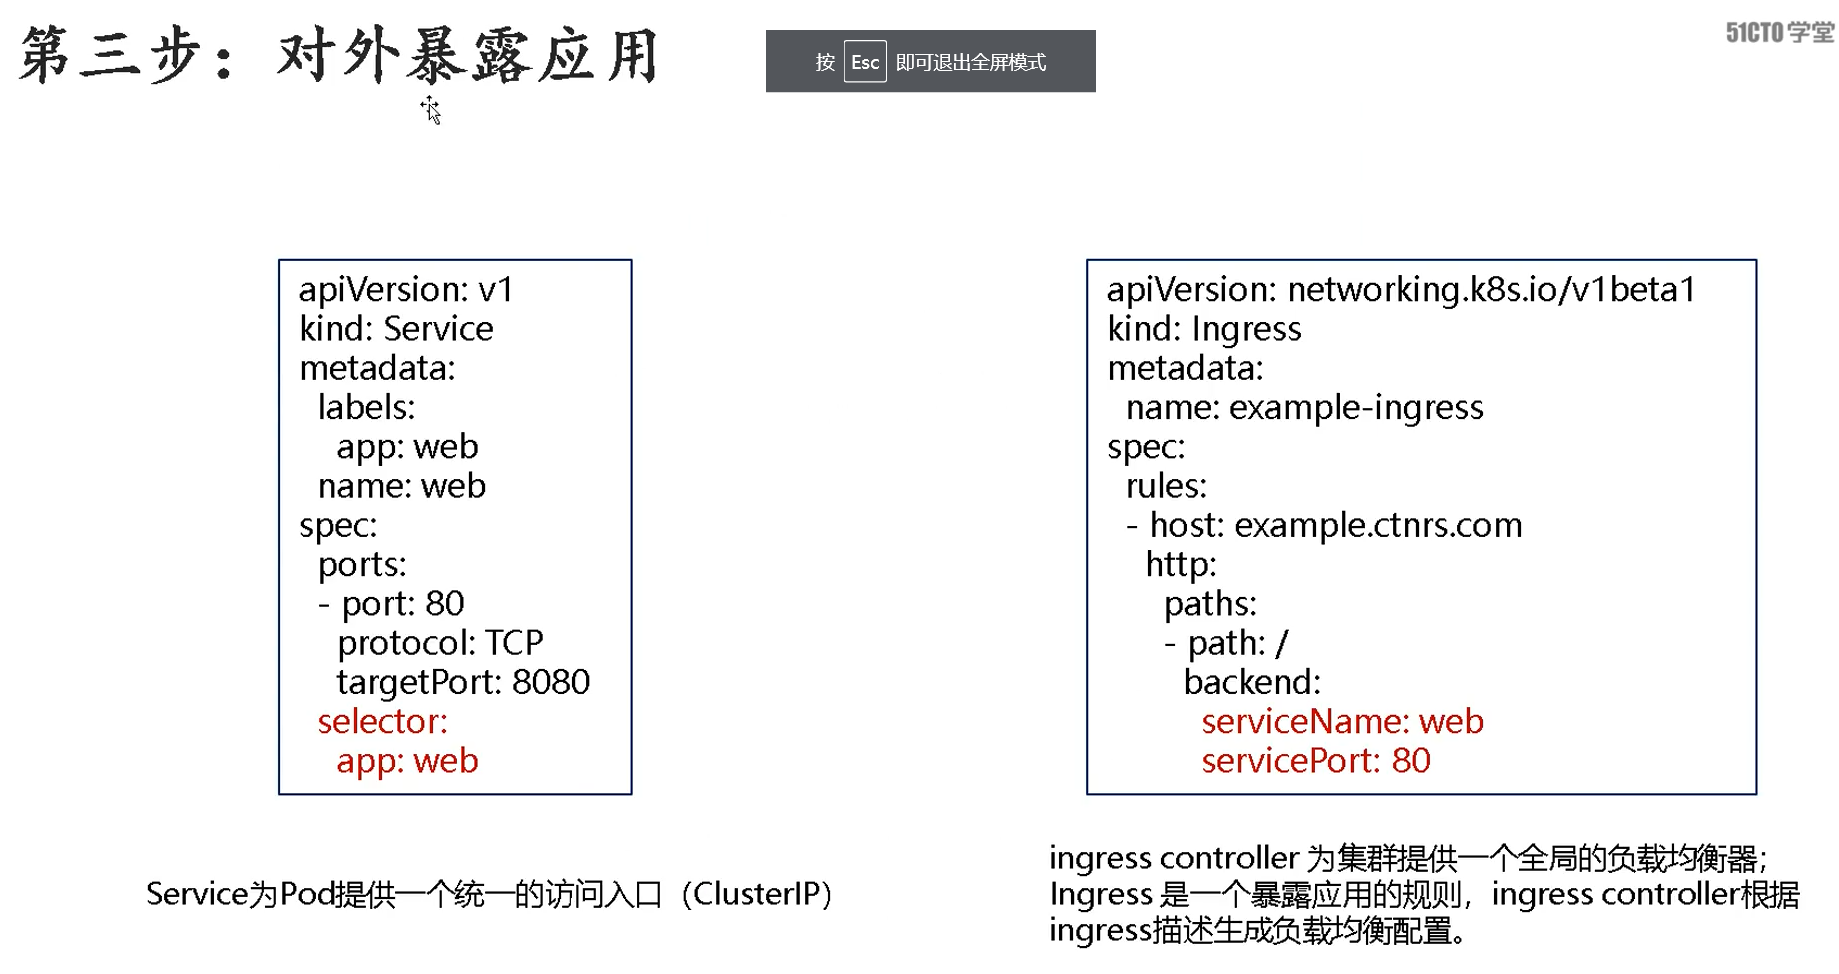 第三步：对外暴露应用
按 Esc 即可退出全屏模式
51CTO学堂
apiVersion: v1
kind: Service
metadata:
  labels:
    app: web
  name: web
spec:
  ports:
  - port: 80
    protocol: TCP
    targetPort: 8080
  selector:
    app: web
Service为Pod提供一个统一的访问入口（ClusterIP）
apiVersion: networking.k8s.io/v1beta1
kind: Ingress
metadata:
  name: example-ingress
spec:
  rules:
  - host: example.ctnrs.com
    http:
      paths:
      - path: /
        backend:
          serviceName: web
          servicePort: 80
ingress controller 为集群提供一个全局的负载均衡器；
Ingress 是一个暴露应用的规则，ingress controller根据
ingress描述生成负载均衡配置。